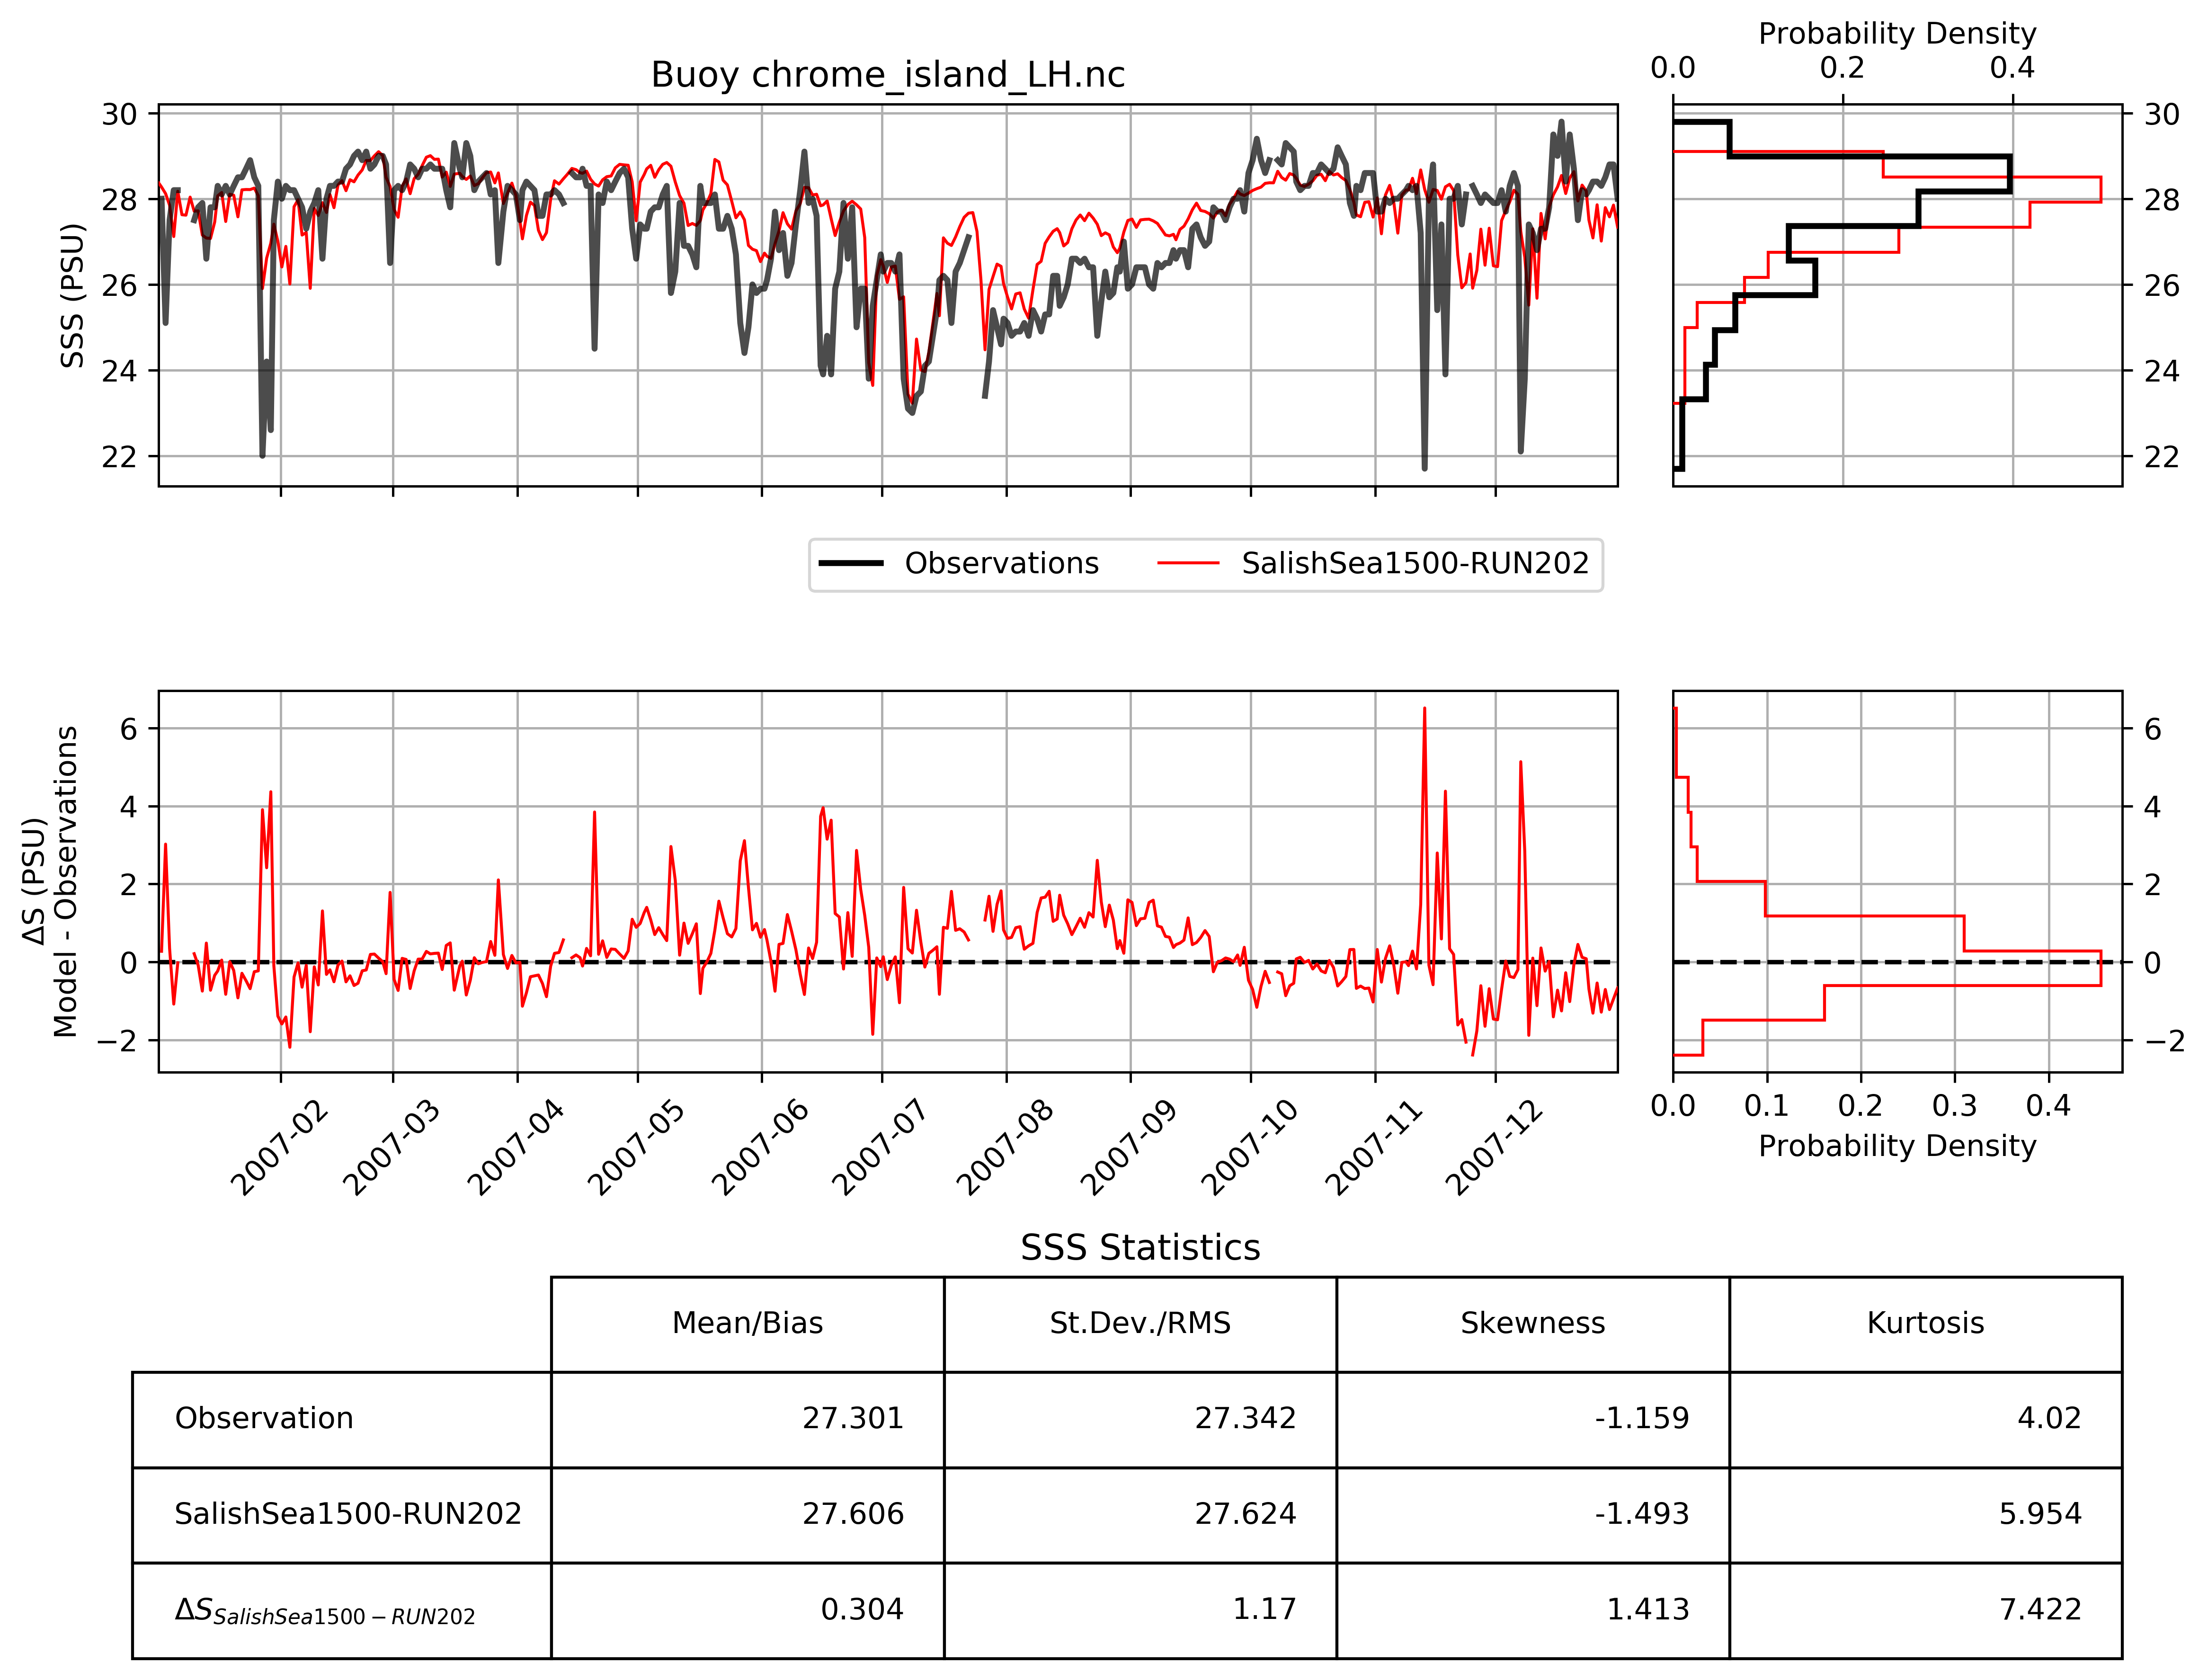 Probability Density
0.0 0.2 0.4
Buoy chrome_island_LH.nc
30
28
26
24
22
SSS (PSU)
30
28
26
24
22
Observations SalishSea1500-RUN202
6
4
2
0
−2
ΔS (PSU)
Model - Observations
6
4
2
0
−2
2007-02 2007-03 2007-04 2007-05 2007-06 2007-07 2007-08 2007-09 2007-10 2007-11 2007-12
0.0 0.1 0.2 0.3 0.4
Probability Density
SSS Statistics
Mean/Bias St.Dev./RMS Skewness Kurtosis
Observation 27.301 27.342 -1.159 4.02
SalishSea1500-RUN202 27.606 27.624 -1.493 5.954
ΔS SalishSea1500−RUN202 0.304 1.17 1.413 7.422